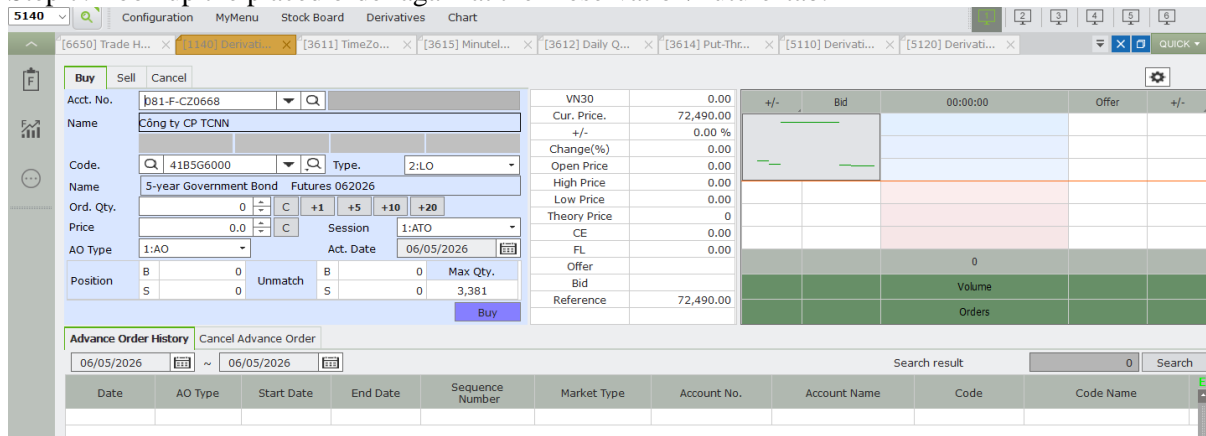 5140 Configuration MyMenu Stock Board Derivatives Chart 1 2 3 4 5 6
[6650] Trade H... [1140] Derivati... [3611] TimeZo... [3615] Minutel... [3612] Daily Q... [3614] Put-Thr... [5110] Derivati... [5120] Derivati... QUICK
Buy Sell Cancel
Acct. No. 081-F-CZ0668
Name Công ty CP TCNN
Code. 41B5G6000 Type. 2:LO
Name 5-year Government Bond Futures 062026
Ord. Qty. 0 C +1 +5 +10 +20
Price 0.0 C Session 1:ATO
AO Type 1:AO Act. Date 06/05/2026
Position B 0 Unmatch B 0 Max Qty.
S 0 S 0 3,381
Buy
VN30 0.00
Cur. Price. 72,490.00
+/- 0.00 %
Change(%) 0.00
Open Price 0.00
High Price 0.00
Low Price 0.00
Theory Price 0
CE 0.00
FL 0.00
Offer
Bid
Reference 72,490.00
+/- Bid 00:00:00 Offer +/-
0
Volume
Orders
Advance Order History Cancel Advance Order
06/05/2026 ~ 06/05/2026 Search result 0 Search
Date AO Type Start Date End Date Sequence Number Market Type Account No. Account Name Code Code Name